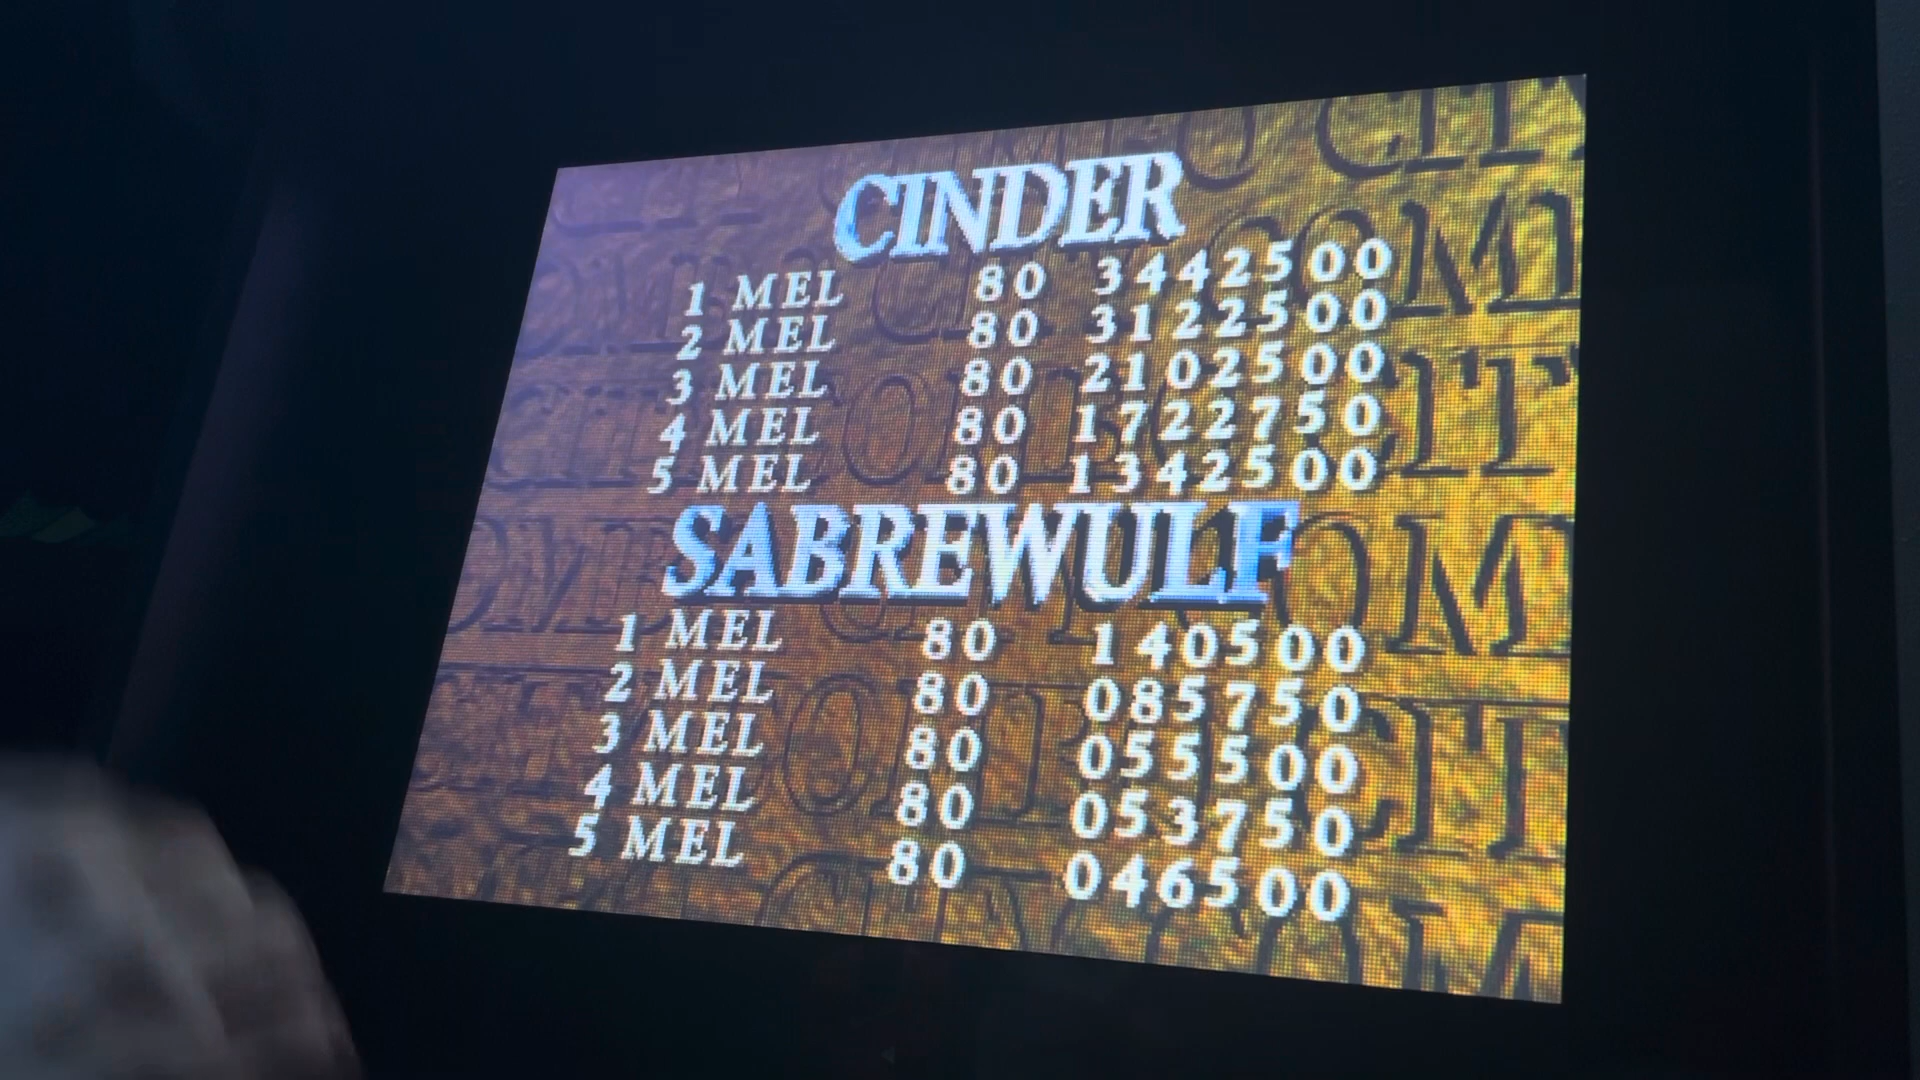 CINDER
1 MEL 80 3442500
2 MEL 80 3122500
3 MEL 80 2102500
4 MEL 80 1722750
5 MEL 80 1342500
SABREWULF
1 MEL 80 140500
2 MEL 80 085750
3 MEL 80 055500
4 MEL 80 053750
5 MEL 80 046500